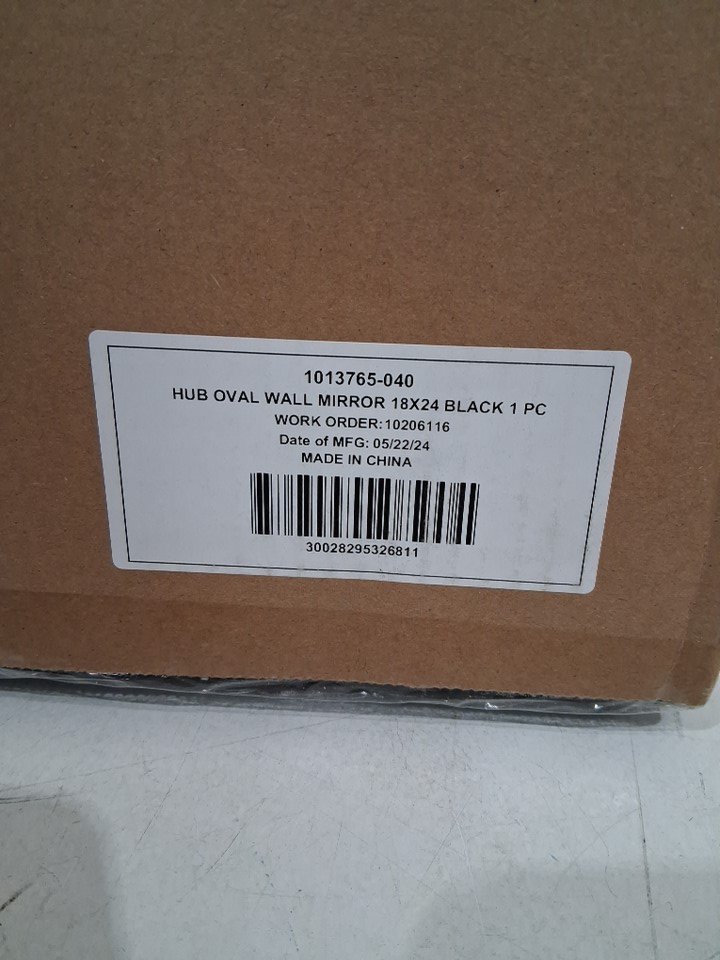 1013765-040
HUB OVAL WALL MIRROR 18X24 BLACK 1 PC
WORK ORDER:10206116
Date of MFG: 05/22/24
MADE IN CHINA
30028295326811